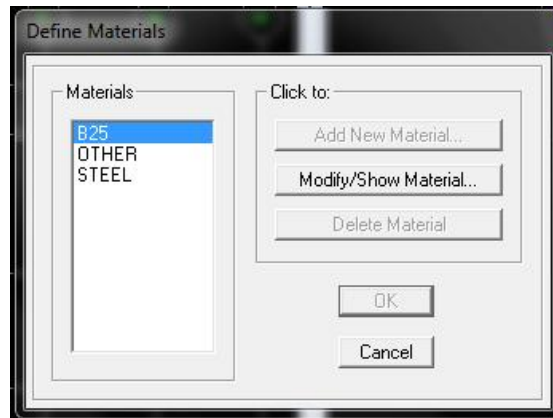 Define Materials
Materials
B25
OTHER
STEEL
Click to:
Add New Material...
Modify/Show Material...
Delete Material
OK
Cancel